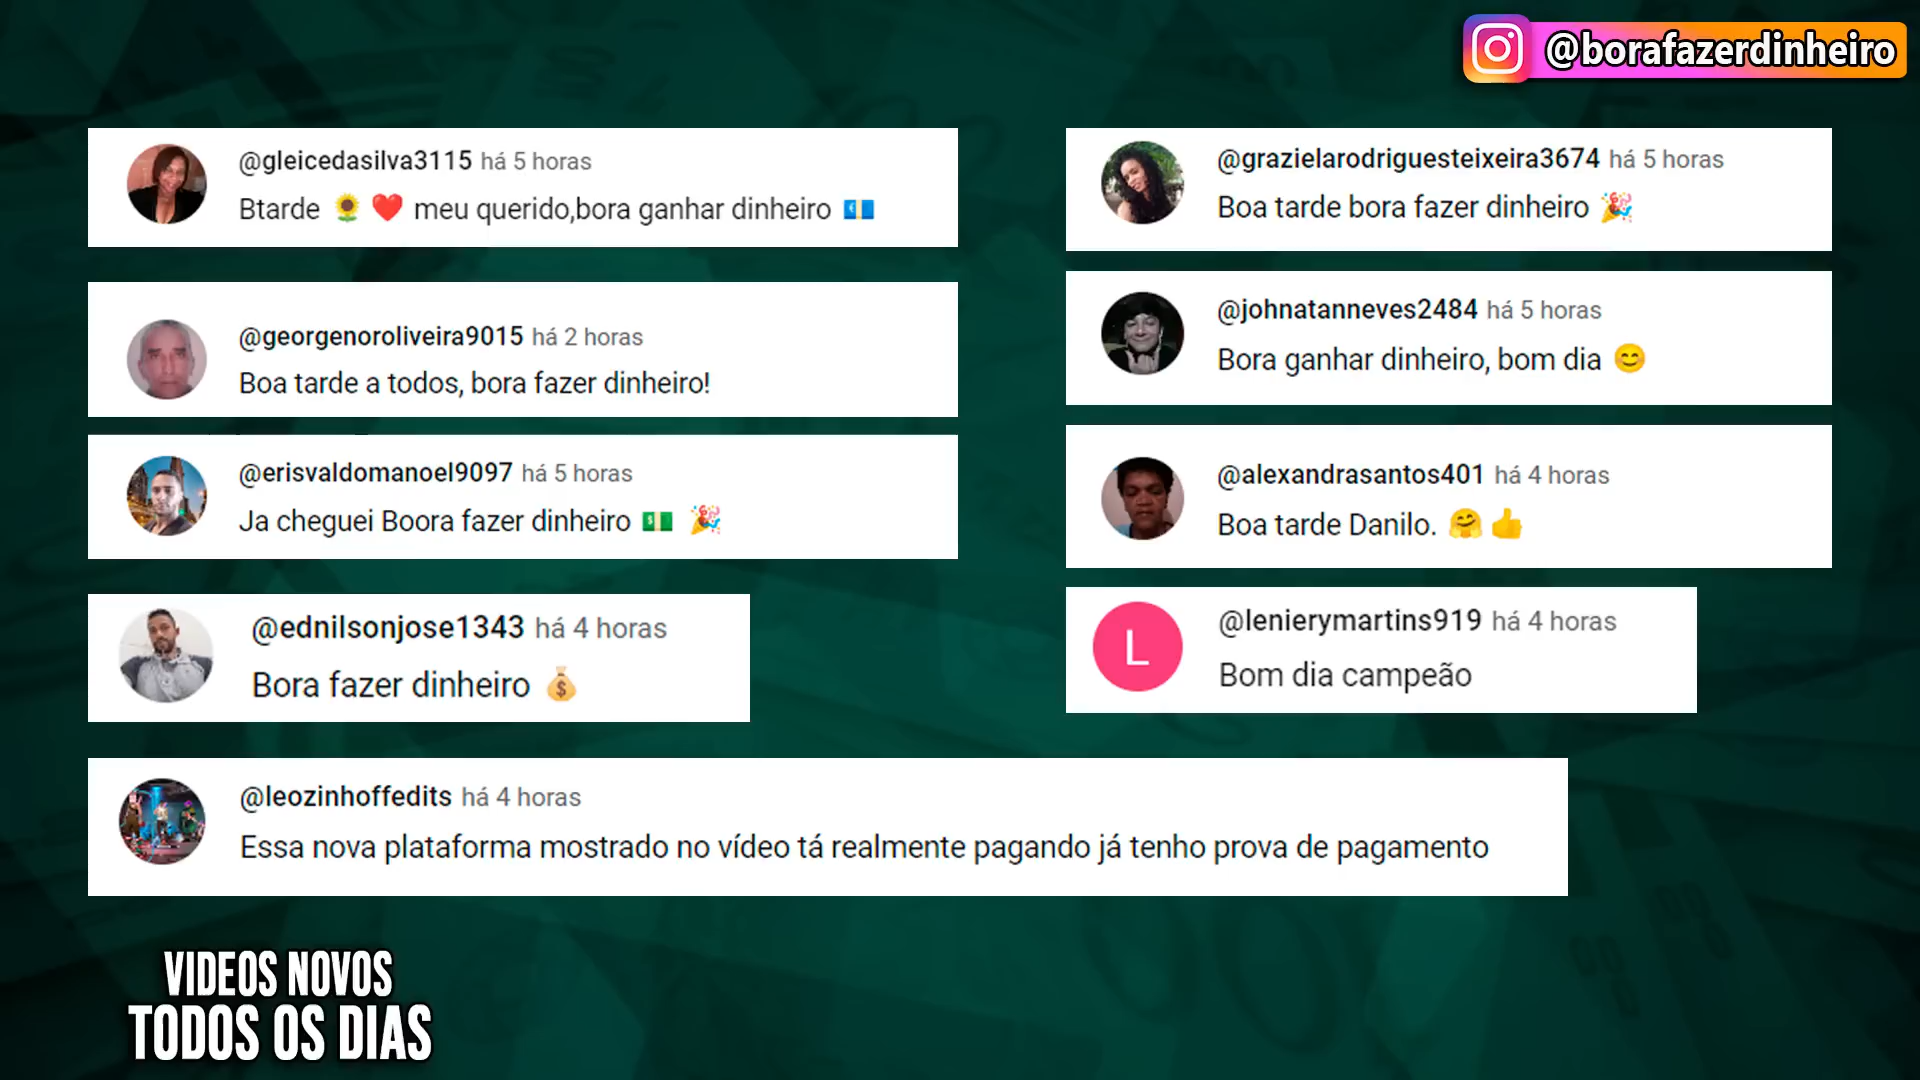 @borafazerdinheiro
@gleicedasilva3115 há 5 horas
Btarde 🌻 ❤️ meu querido,bora ganhar dinheiro 💶
@georgenoroliveira9015 há 2 horas
Boa tarde a todos, bora fazer dinheiro!
@erisvaldomanoel9097 há 5 horas
Ja cheguei Boora fazer dinheiro 💵 🎉
@ednilsonjose1343 há 4 horas
Bora fazer dinheiro 💰
@grazielarodriguesteixeira3674 há 5 horas
Boa tarde bora fazer dinheiro 🎉
@johnatanneves2484 há 5 horas
Bora ganhar dinheiro, bom dia 😊
@alexandrasantos401 há 4 horas
Boa tarde Danilo. 🤗👍
L
@lenierymartins919 há 4 horas
Bom dia campeão
@leozinhoffedits há 4 horas
Essa nova plataforma mostrado no vídeo tá realmente pagando já tenho prova de pagamento
VIDEOS NOVOS
TODOS OS DIAS